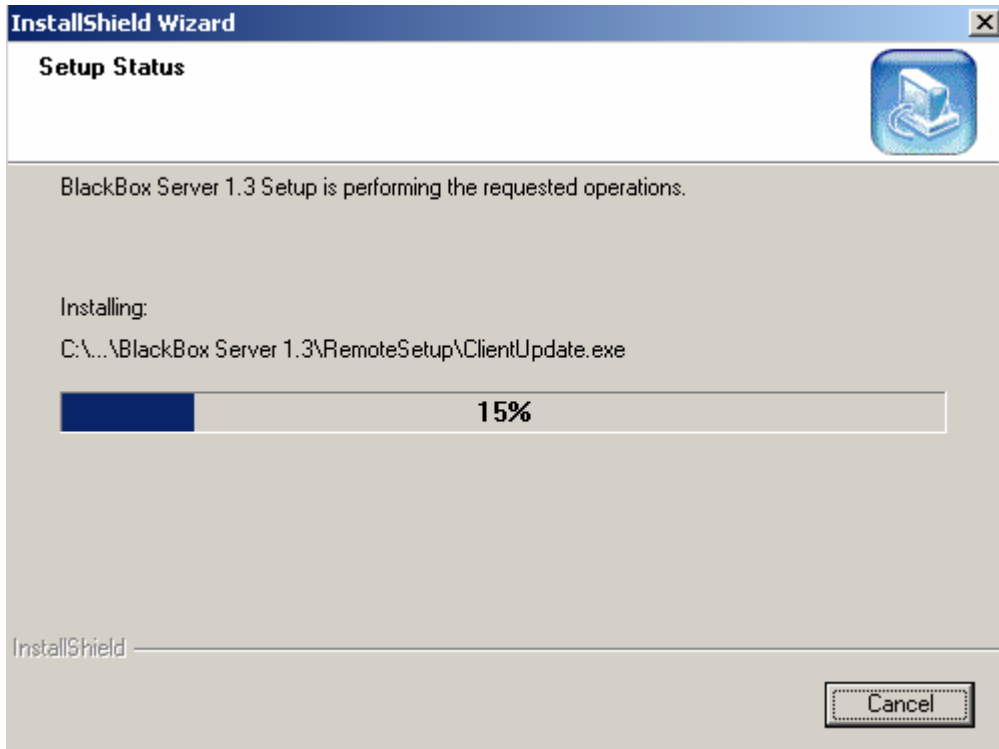 InstallShield Wizard
Setup Status
BlackBox Server 1.3 Setup is performing the requested operations.
Installing:
C:\...\BlackBox Server 1.3\RemoteSetup\ClientUpdate.exe
15%
InstallShield
Cancel